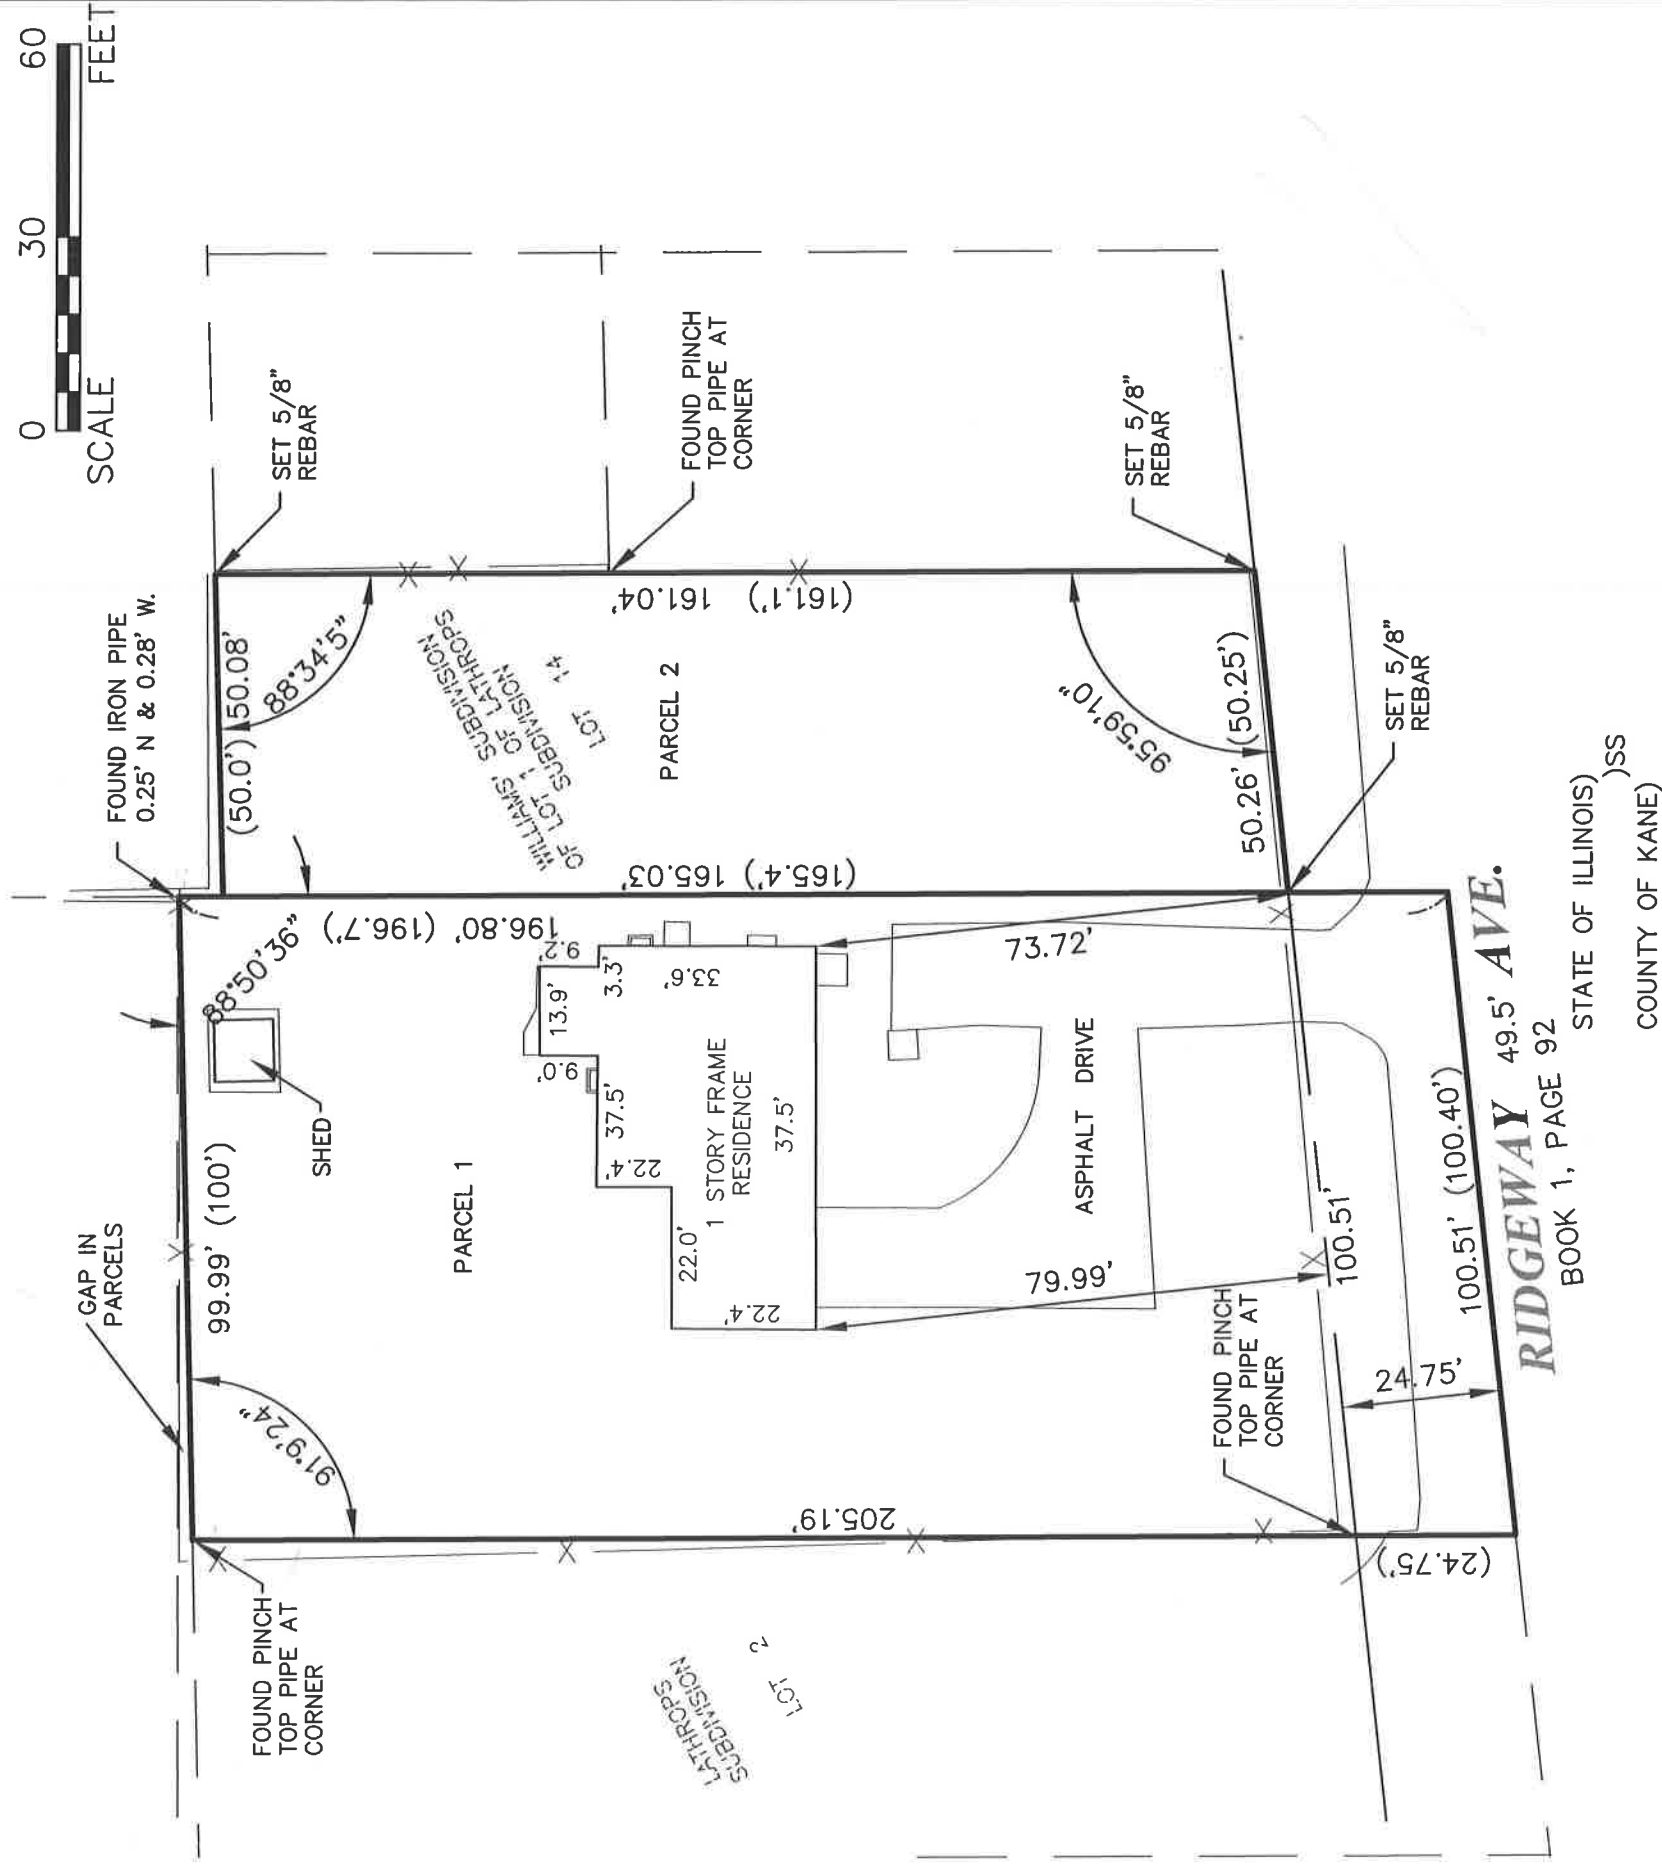 0 30 60
SCALE FEET
FOUND IRON PIPE
0.25' N & 0.28' W.
SET 5/8"
REBAR
FOUND PINCH
TOP PIPE AT
CORNER
SET 5/8"
REBAR
SET 5/8"
REBAR
(50.0') 50.08'
88°34'5"
161.04' (161.1')
WILLIAMS' SUBDIVISION
OF LOT 1 OF LATHROPS
SUBDIVISION
LOT 14
PARCEL 2
95°59'10"
50.26' (50.25')
165.03' (165.4')
196.80' (196.7')
88°50'36"
GAP IN
PARCELS
99.99' (100')
SHED
91°9'24"
PARCEL 1
9.2'
13.9'
3.3'
9.0'
33.6'
37.5'
22.4'
22.0'
22.4'
1 STORY FRAME
RESIDENCE
37.5'
73.72'
79.66'
ASPHALT DRIVE
205.19'
FOUND PINCH
TOP PIPE AT
CORNER
FOUND PINCH
TOP PIPE AT
CORNER
100.51'
24.75'
(24.75')
100.51' (100.40')
LATHROPS
SUBDIVISION
LOT 2
RIDGEWAY 49.5' AVE.
BOOK 1, PAGE 92
STATE OF ILLINOIS)
)SS
COUNTY OF KANE)